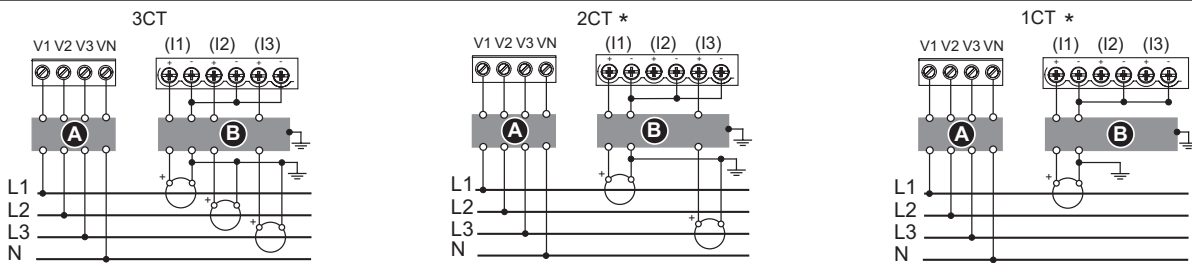 3CT
V1 V2 V3 VN
(I1) (I2) (I3)
+ - + - + -
A
B
+
+
+
L1
L2
L3
N
2CT *
V1 V2 V3 VN
(I1) (I2) (I3)
+ - + - + -
A
B
+
+
L1
L2
L3
N
1CT *
V1 V2 V3 VN
(I1) (I2) (I3)
+ - + - + -
A
B
+
L1
L2
L3
N